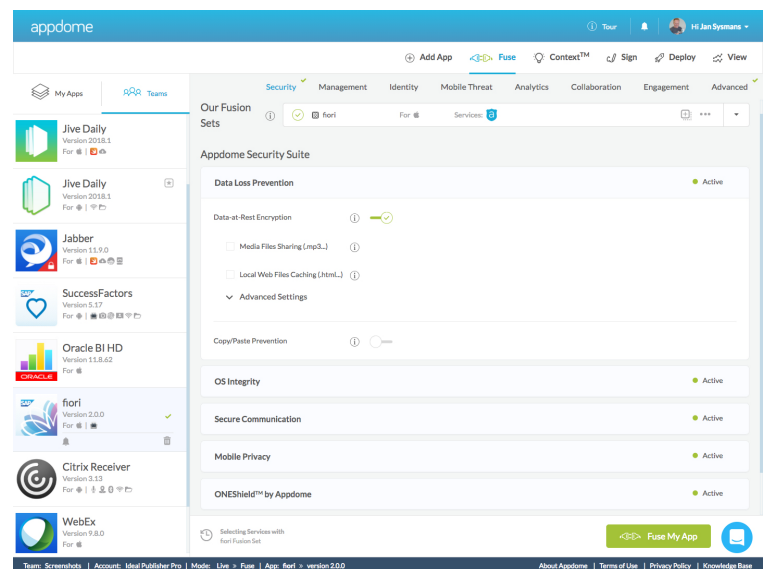 appdome
Tour
Hi Jan Sysmans
Add App
Fuse
Context™
Sign
Deploy
View
My Apps
Teams
Security
Management
Identity
Mobile Threat
Analytics
Collaboration
Engagement
Advanced
Our Fusion
Sets
fiori
For
Services:
Appdome Security Suite
Data Loss Prevention
Active
Data-at-Rest Encryption
Media Files Sharing (.mp3...)
Local Web Files Caching (.html...)
Advanced Settings
Copy/Paste Prevention
OS Integrity
Active
Secure Communication
Active
Mobile Privacy
Active
ONEShield™ by Appdome
Active
Jive Daily
Version 2018.1
For
Jive Daily
Version 2018.1
For
Jabber
Version 11.9.0
For
SAP
SuccessFactors
Version 5.17
For
ORACLE
Oracle BI HD
Version 11.8.62
For
SAP
fiori
Version 2.0.0
For
Citrix Receiver
Version 3.13
For
WebEx
Version 9.8.0
For
Selecting Services with
fiori Fusion Set
Fuse My App
Team: Screenshots | Account: Ideal Publisher Pro | Mode: Live » Fuse | App: fiori » version 2.0.0
About Appdome | Terms of Use | Privacy Policy | Knowledge Base